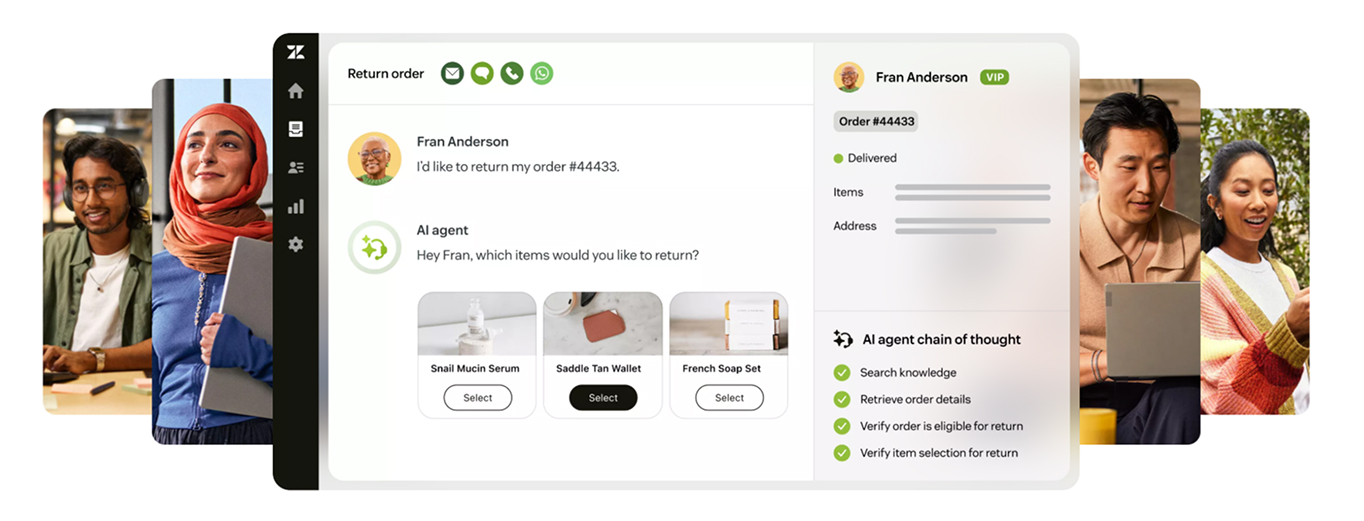 Return order
Fran Anderson
I'd like to return my order #44433.
AI agent
Hey Fran, which items would you like to return?
Snail Mucin Serum
Select
Saddle Tan Wallet
Select
French Soap Set
Select
Fran Anderson VIP
Order #44433
Delivered
Items
Address
AI agent chain of thought
Search knowledge
Retrieve order details
Verify order is eligible for return
Verify item selection for return